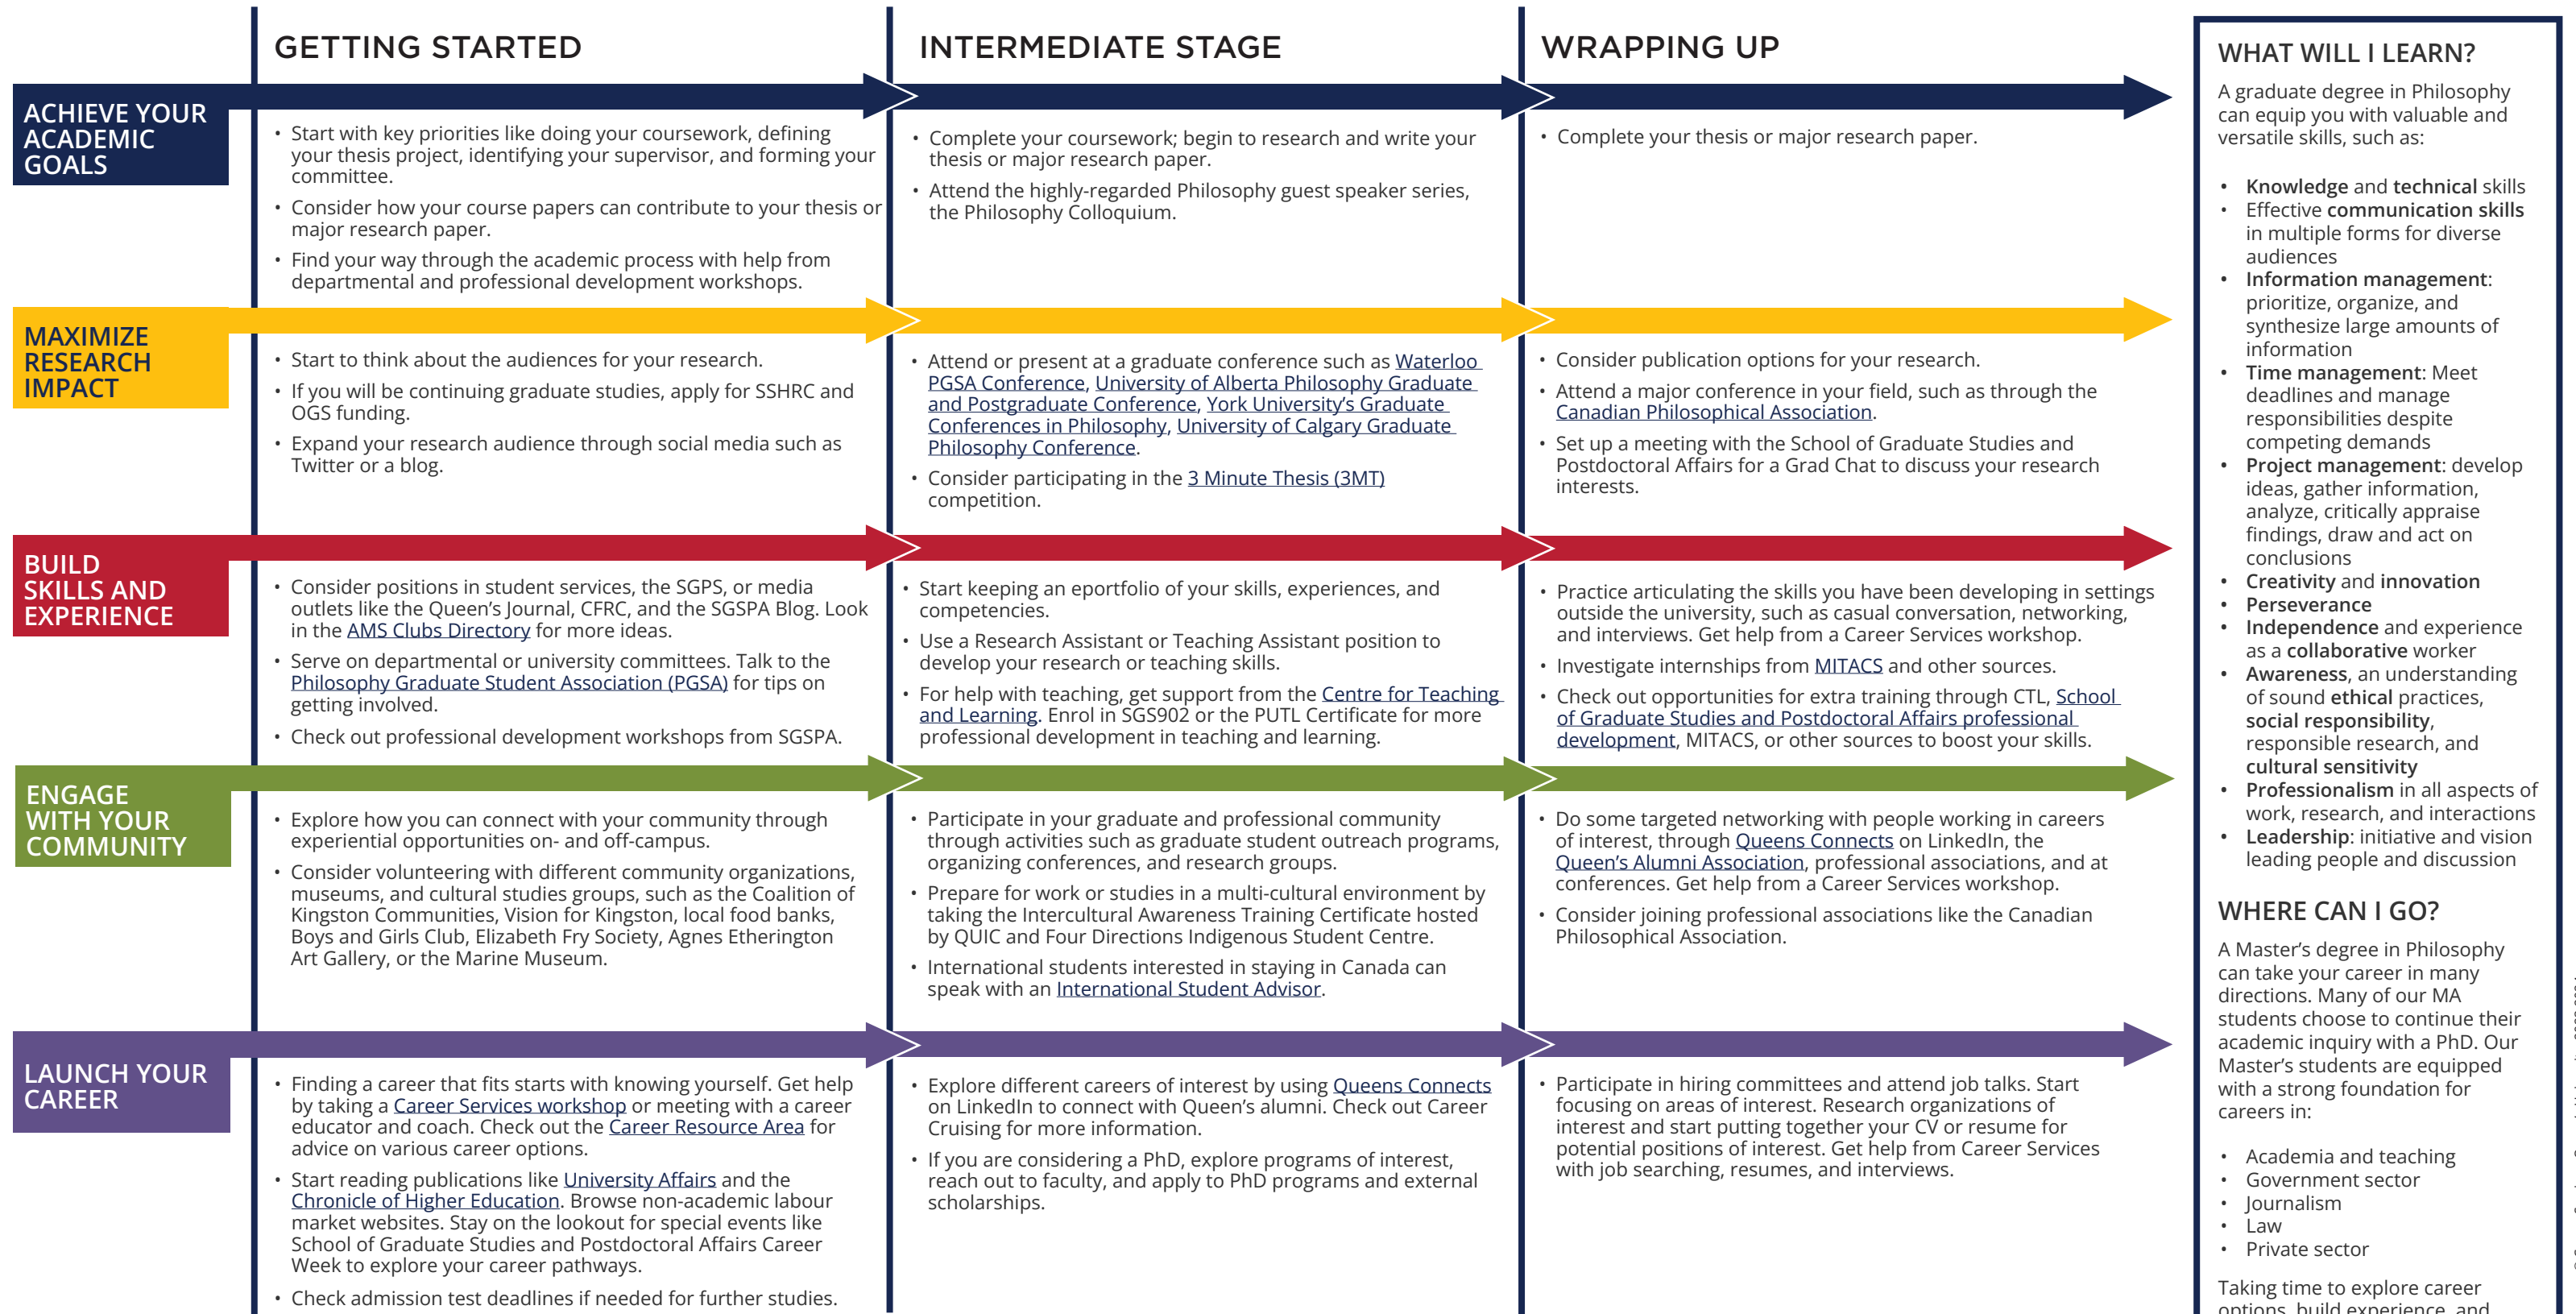 GETTING STARTED
INTERMEDIATE STAGE
WRAPPING UP
ACHIEVE YOUR
ACADEMIC
GOALS
• Start with key priorities like doing your coursework, defining
your thesis project, identifying your supervisor, and forming your
committee.
• Consider how your course papers can contribute to your thesis or
major research paper.
• Find your way through the academic process with help from
departmental and professional development workshops.
• Complete your coursework; begin to research and write your
thesis or major research paper.
• Attend the highly-regarded Philosophy guest speaker series,
the Philosophy Colloquium.
• Complete your thesis or major research paper.
MAXIMIZE
RESEARCH
IMPACT
• Start to think about the audiences for your research.
• If you will be continuing graduate studies, apply for SSHRC and
OGS funding.
• Expand your research audience through social media such as
Twitter or a blog.
• Attend or present at a graduate conference such as Waterloo
PGSA Conference, University of Alberta Philosophy Graduate
and Postgraduate Conference, York University's Graduate
Conferences in Philosophy, University of Calgary Graduate
Philosophy Conference.
• Consider participating in the 3 Minute Thesis (3MT)
competition.
• Consider publication options for your research.
• Attend a major conference in your field, such as through the
Canadian Philosophical Association.
• Set up a meeting with the School of Graduate Studies and
Postdoctoral Affairs for a Grad Chat to discuss your research
interests.
BUILD
SKILLS AND
EXPERIENCE
• Consider positions in student services, the SGPS, or media
outlets like the Queen's Journal, CFRC, and the SGSPA Blog. Look
in the AMS Clubs Directory for more ideas.
• Serve on departmental or university committees. Talk to the
Philosophy Graduate Student Association (PGSA) for tips on
getting involved.
• Check out professional development workshops from SGSPA.
• Start keeping an eportfolio of your skills, experiences, and
competencies.
• Use a Research Assistant or Teaching Assistant position to
develop your research or teaching skills.
• For help with teaching, get support from the Centre for Teaching
and Learning. Enrol in SGS902 or the PUTL Certificate for more
professional development in teaching and learning.
• Practice articulating the skills you have been developing in settings
outside the university, such as casual conversation, networking,
and interviews. Get help from a Career Services workshop.
• Investigate internships from MITACS and other sources.
• Check out opportunities for extra training through CTL, School
of Graduate Studies and Postdoctoral Affairs professional
development, MITACS, or other sources to boost your skills.
ENGAGE
WITH YOUR
COMMUNITY
• Explore how you can connect with your community through
experiential opportunities on- and off-campus.
• Consider volunteering with different community organizations,
museums, and cultural studies groups, such as the Coalition of
Kingston Communities, Vision for Kingston, local food banks,
Boys and Girls Club, Elizabeth Fry Society, Agnes Etherington
Art Gallery, or the Marine Museum.
• Participate in your graduate and professional community
through activities such as graduate student outreach programs,
organizing conferences, and research groups.
• Prepare for work or studies in a multi-cultural environment by
taking the Intercultural Awareness Training Certificate hosted
by QUIC and Four Directions Indigenous Student Centre.
• International students interested in staying in Canada can
speak with an International Student Advisor.
• Do some targeted networking with people working in careers
of interest, through Queens Connects on LinkedIn, the
Queen's Alumni Association, professional associations, and at
conferences. Get help from a Career Services workshop.
• Consider joining professional associations like the Canadian
Philosophical Association.
LAUNCH YOUR
CAREER
• Finding a career that fits starts with knowing yourself. Get help
by taking a Career Services workshop or meeting with a career
educator and coach. Check out the Career Resource Area for
advice on various career options.
• Start reading publications like University Affairs and the
Chronicle of Higher Education. Browse non-academic labour
market websites. Stay on the lookout for special events like
School of Graduate Studies and Postdoctoral Affairs Career
Week to explore your career pathways.
• Check admission test deadlines if needed for further studies.
• Explore different careers of interest by using Queens Connects
on LinkedIn to connect with Queen's alumni. Check out Career
Cruising for more information.
• If you are considering a PhD, explore programs of interest,
reach out to faculty, and apply to PhD programs and external
scholarships.
• Participate in hiring committees and attend job talks. Start
focusing on areas of interest. Research organizations of
interest and start putting together your CV or resume for
potential positions of interest. Get help from Career Services
with job searching, resumes, and interviews.
WHAT WILL I LEARN?
A graduate degree in Philosophy
can equip you with valuable and
versatile skills, such as:
• Knowledge and technical skills
• Effective communication skills
in multiple forms for diverse
audiences
• Information management:
prioritize, organize, and
synthesize large amounts of
information
• Time management: Meet
deadlines and manage
responsibilities despite
competing demands
• Project management: develop
ideas, gather information,
analyze, critically appraise
findings, draw and act on
conclusions
• Creativity and innovation
• Perseverance
• Independence and experience
as a collaborative worker
• Awareness, an understanding
of sound ethical practices,
social responsibility,
responsible research, and
cultural sensitivity
• Professionalism in all aspects of
work, research, and interactions
• Leadership: initiative and vision
leading people and discussion
WHERE CAN I GO?
A Master's degree in Philosophy
can take your career in many
directions. Many of our MA
students choose to continue their
academic inquiry with a PhD. Our
Master's students are equipped
with a strong foundation for
careers in:
• Academia and teaching
• Government sector
• Journalism
• Law
• Private sector
Taking time to explore career
options, build experience, and